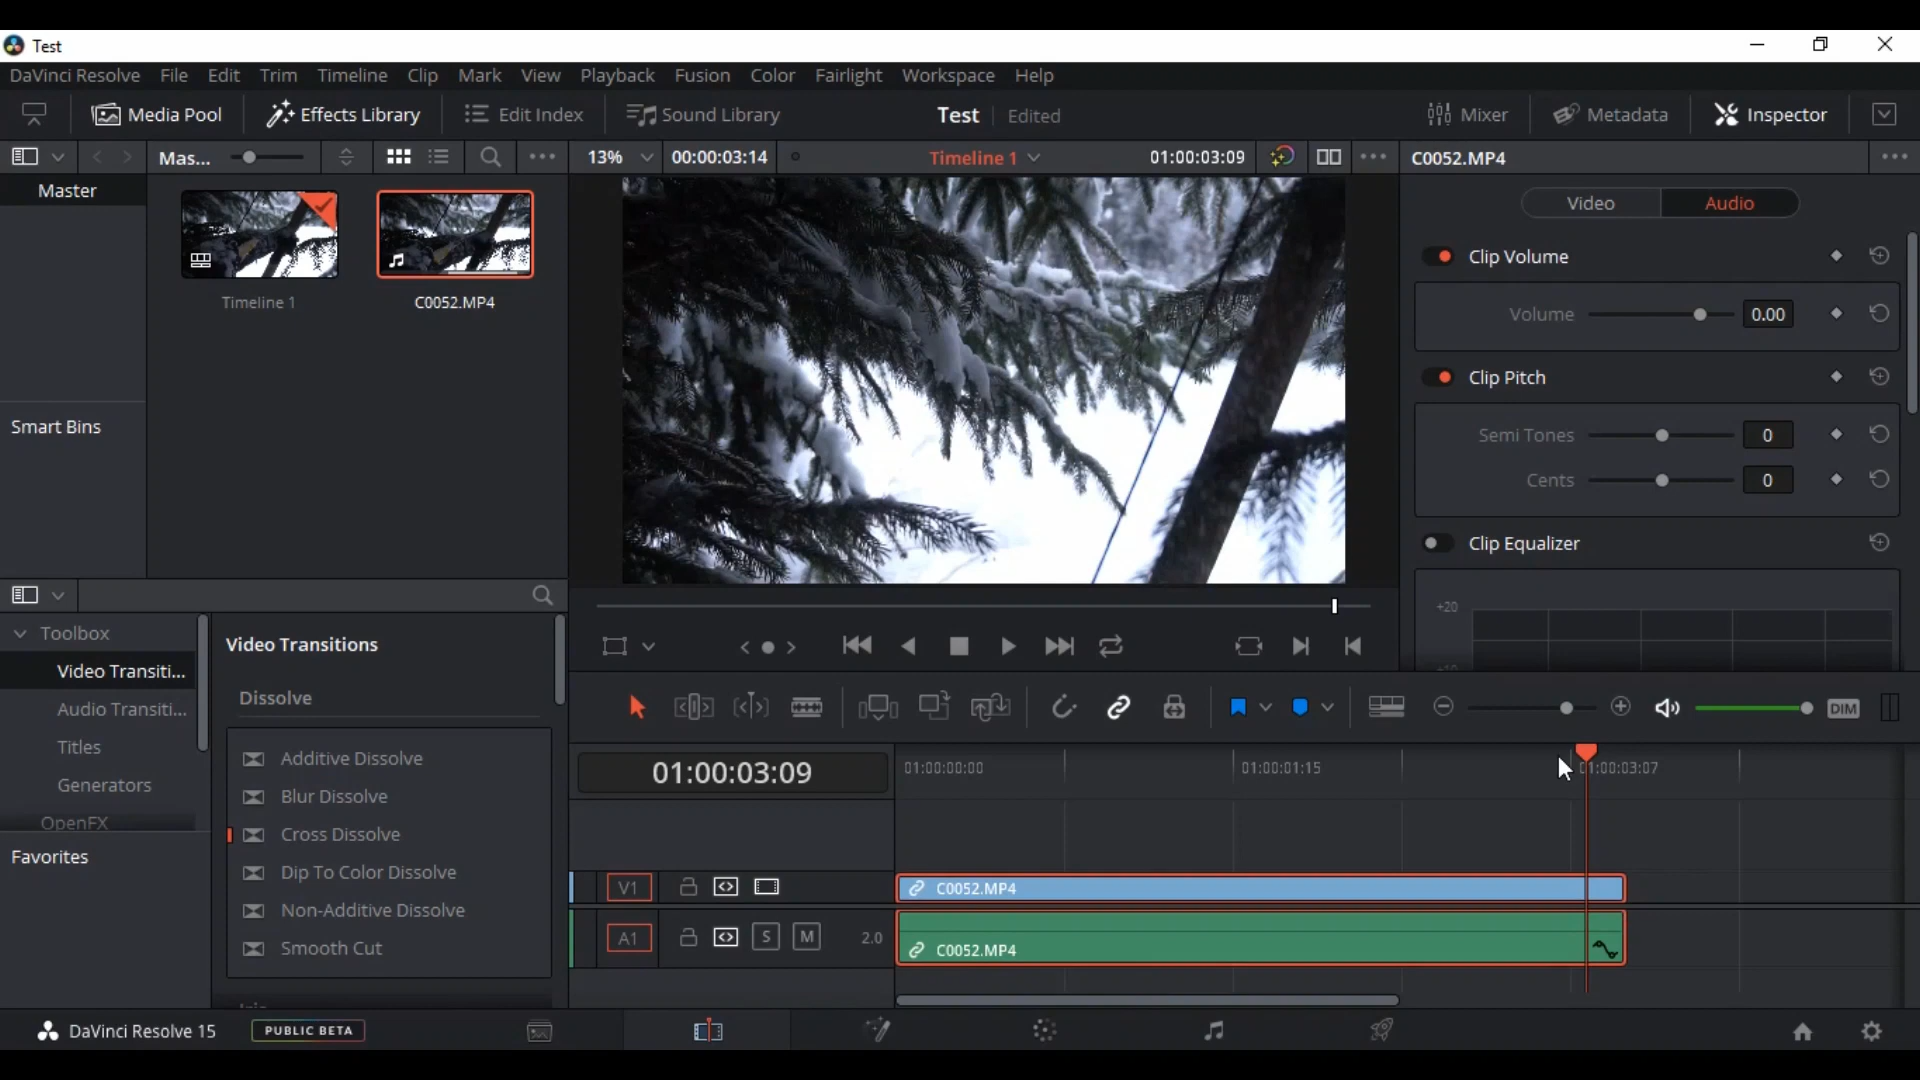 Test
DaVinci Resolve File Edit Trim Timeline Clip Mark View Playback Fusion Color Fairlight Workspace Help
Media Pool Effects Library Edit Index Sound Library Test Edited Mixer Metadata Inspector
Mas... 13% 00:00:03:14 Timeline 1 01:00:03:09 C0052.MP4
Master
Timeline 1 C0052.MP4
Smart Bins
Video Audio
Clip Volume
Volume 0.00
Clip Pitch
Semi Tones 0
Cents 0
Clip Equalizer
+20
Toolbox
Video Transiti...
Audio Transiti...
Titles
Generators
OpenFX
Favorites
Video Transitions
Dissolve
Additive Dissolve
Blur Dissolve
Cross Dissolve
Dip To Color Dissolve
Non-Additive Dissolve
Smooth Cut
DIM
01:00:03:09 01:00:00:00 01:00:01:15 01:00:03:07
V1 C0052.MP4
A1 S M 2.0 C0052.MP4
DaVinci Resolve 15 PUBLIC BETA